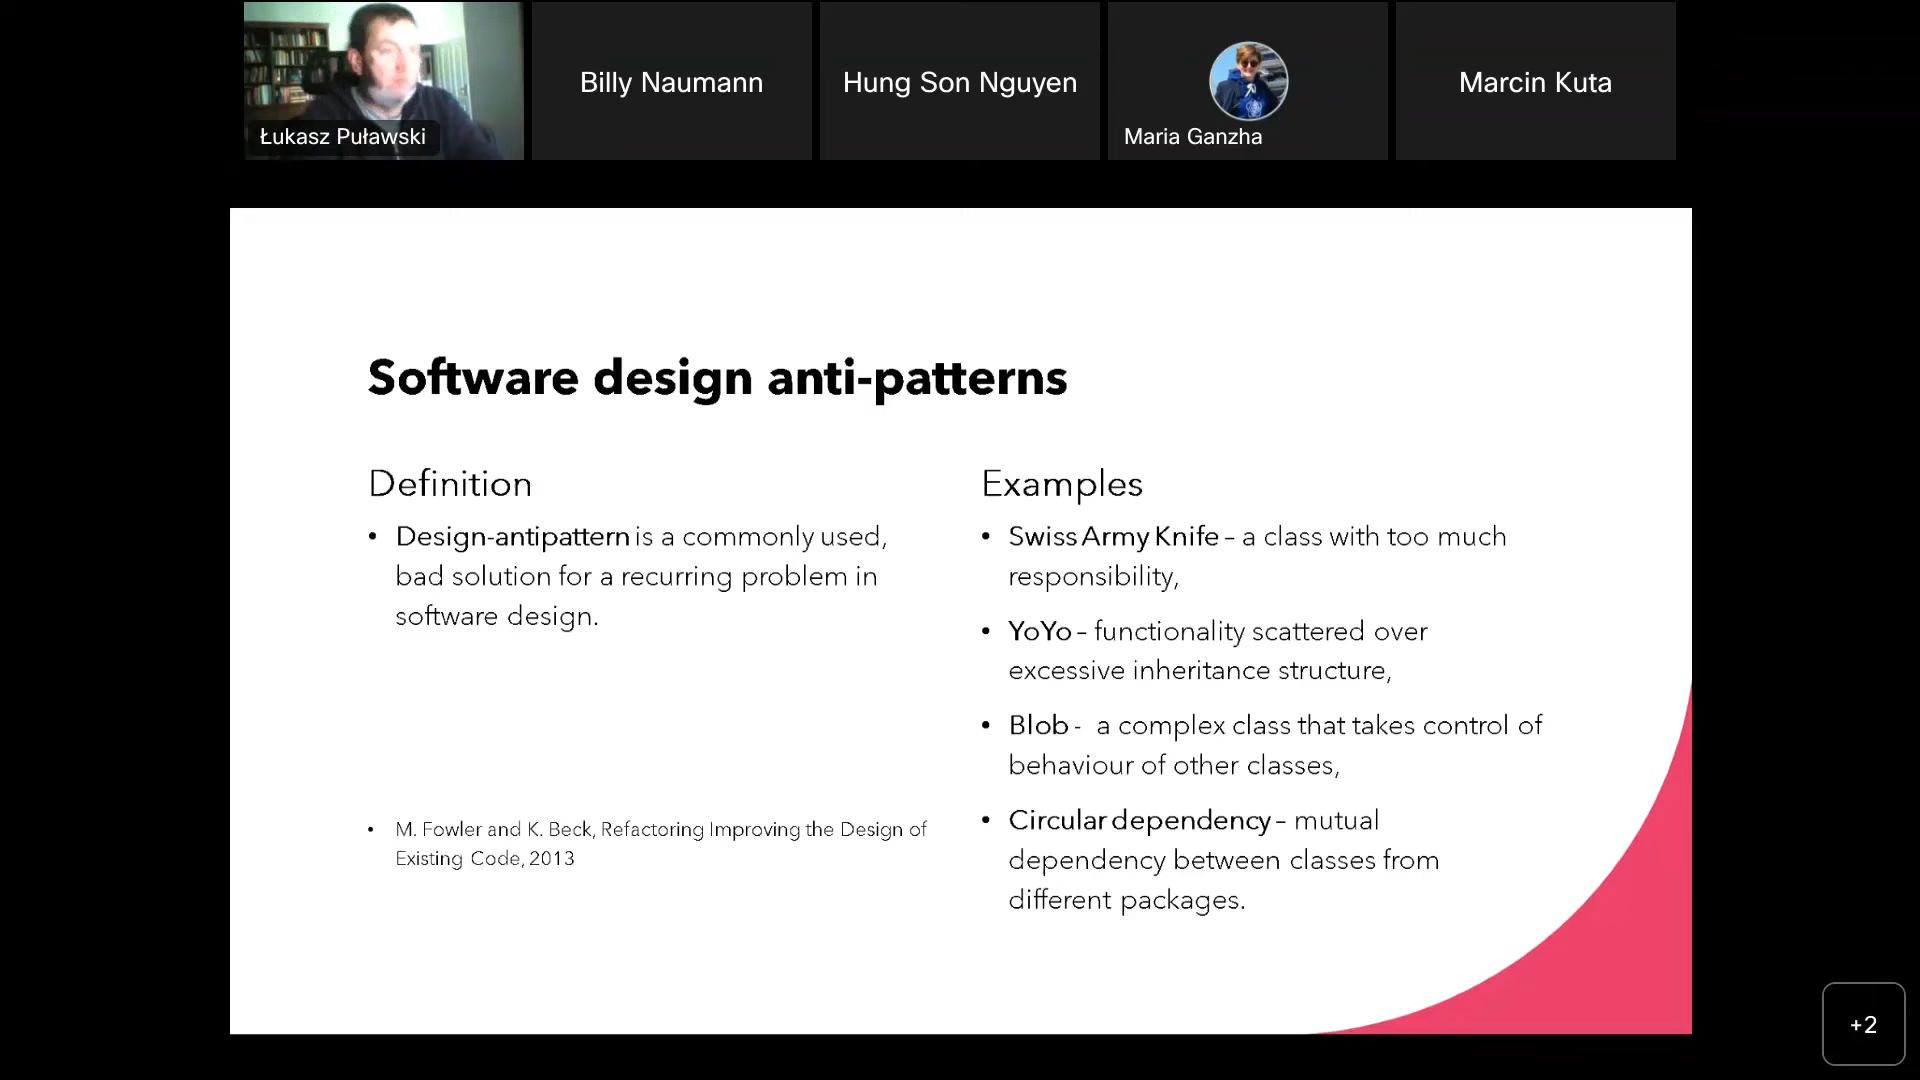 Łukasz Puławski
Billy Naumann
Hung Son Nguyen
Maria Ganzha
Marcin Kuta
Software design anti-patterns
Definition
• Design-antipattern is a commonly used,
bad solution for a recurring problem in
software design.
• M. Fowler and K. Beck, Refactoring Improving the Design of
Existing Code, 2013
Examples
• Swiss Army Knife – a class with too much
responsibility,
• YoYo – functionality scattered over
excessive inheritance structure,
• Blob - a complex class that takes control of
behaviour of other classes,
• Circular dependency – mutual
dependency between classes from
different packages.
+2